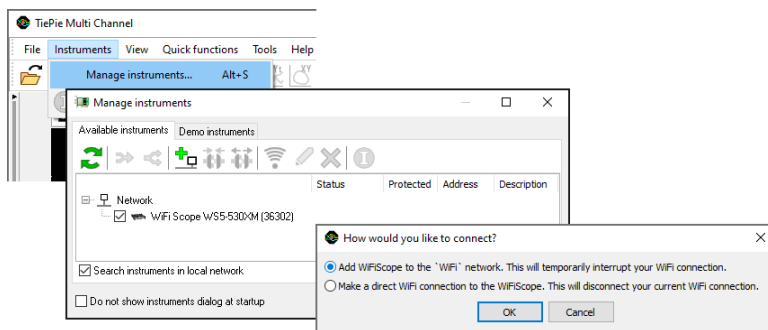 TiePie Multi Channel
File Instruments View Quick functions Tools Help
Manage instruments... Alt+S
Manage instruments
Available instruments Demo instruments
Status Protected Address Description
Network
WiFi Scope WS5-530XM (36302)
Search instruments in local network
Do not show instruments dialog at startup
How would you like to connect?
Add WiFiScope to the `WiFi` network. This will temporarily interrupt your WiFi connection.
Make a direct WiFi connection to the WiFiScope. This will disconnect your current WiFi connection.
OK Cancel